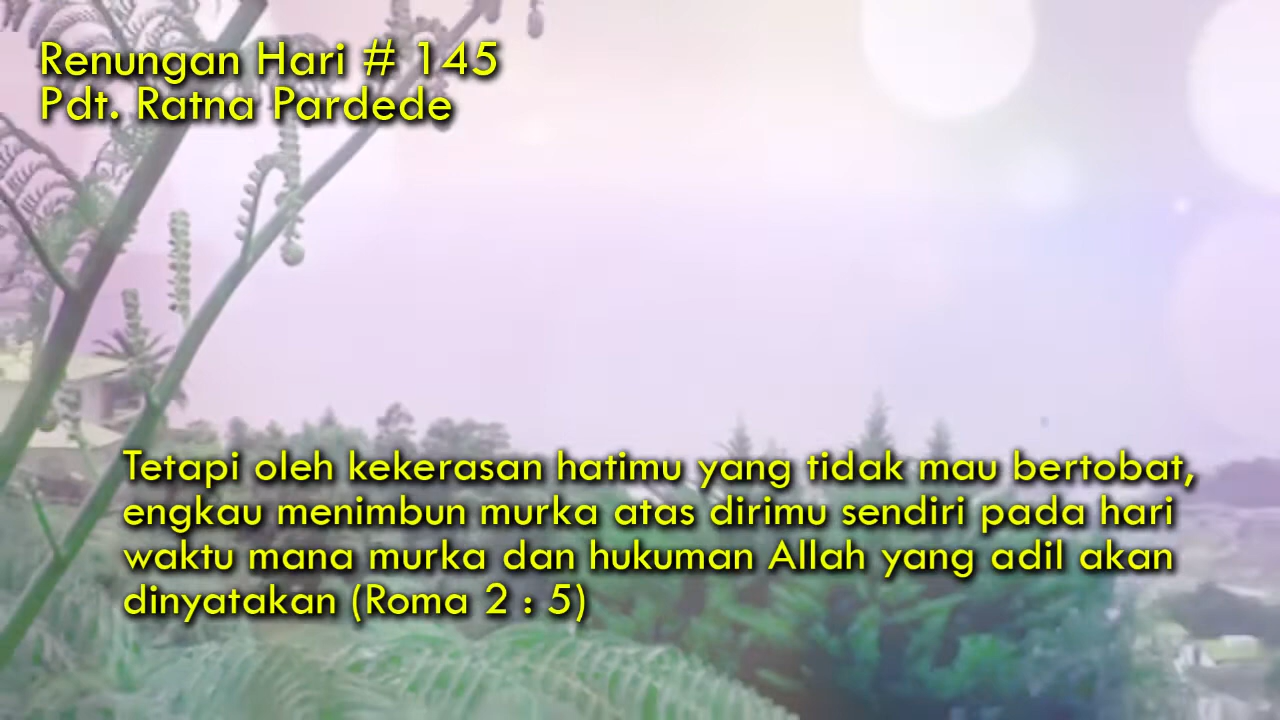 Renungan Hari # 145
Pdt. Ratna Pardede
Tetapi oleh kekerasan hatimu yang tidak mau bertobat,
engkau menimbun murka atas dirimu sendiri pada hari
waktu mana murka dan hukuman Allah yang adil akan
dinyatakan (Roma 2 : 5)